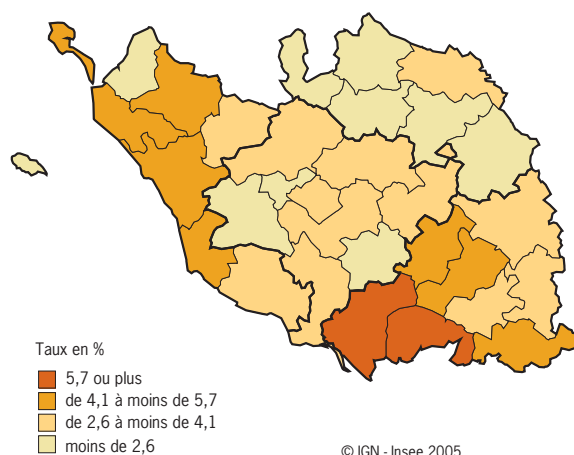 Taux en %
5,7 ou plus
de 4,1 à moins de 5,7
de 2,6 à moins de 4,1
moins de 2,6
© IGN - Insee 2005